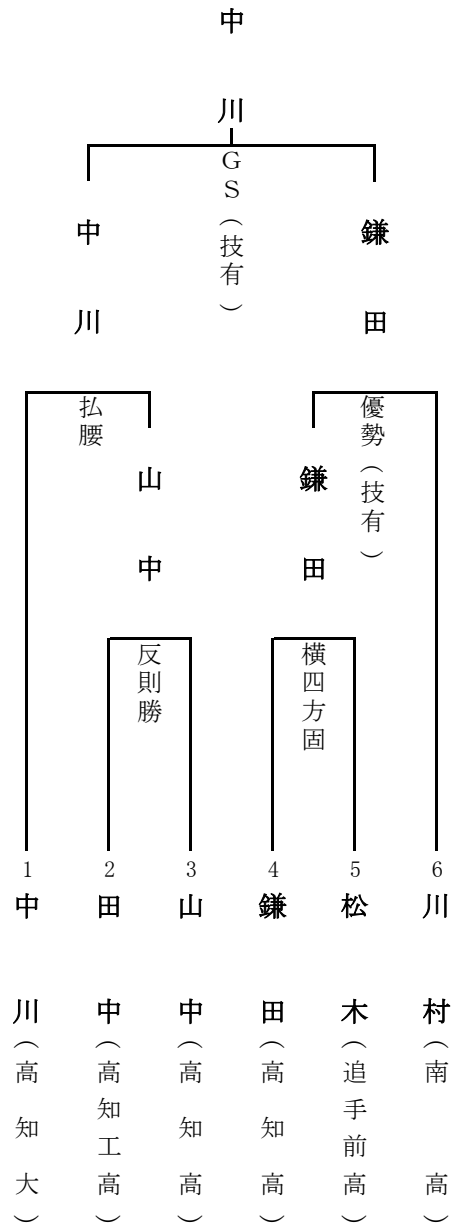 中川
GS（技有）
中川
鎌田
払腰
優勢（技有）
山中
鎌田
反則勝
横四方固
1
中川（高知大）
2
田中（高知工高）
3
山中（高知高）
4
鎌田（高知高）
5
松木（追手前高）
6
川村（南高）